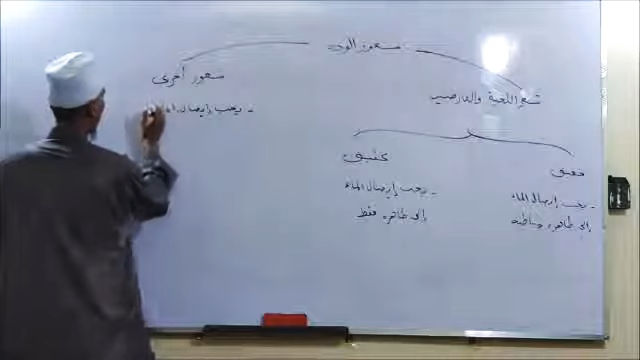 شعور الوجه
شعر اللحية والعارضين
شعور أخرى
- يجب إيصال الماء
خفيف
كثيف
- يجب إيصال الماء
إلى ظاهره وباطنه
- يجب إيصال الماء
إلى ظاهره فقط